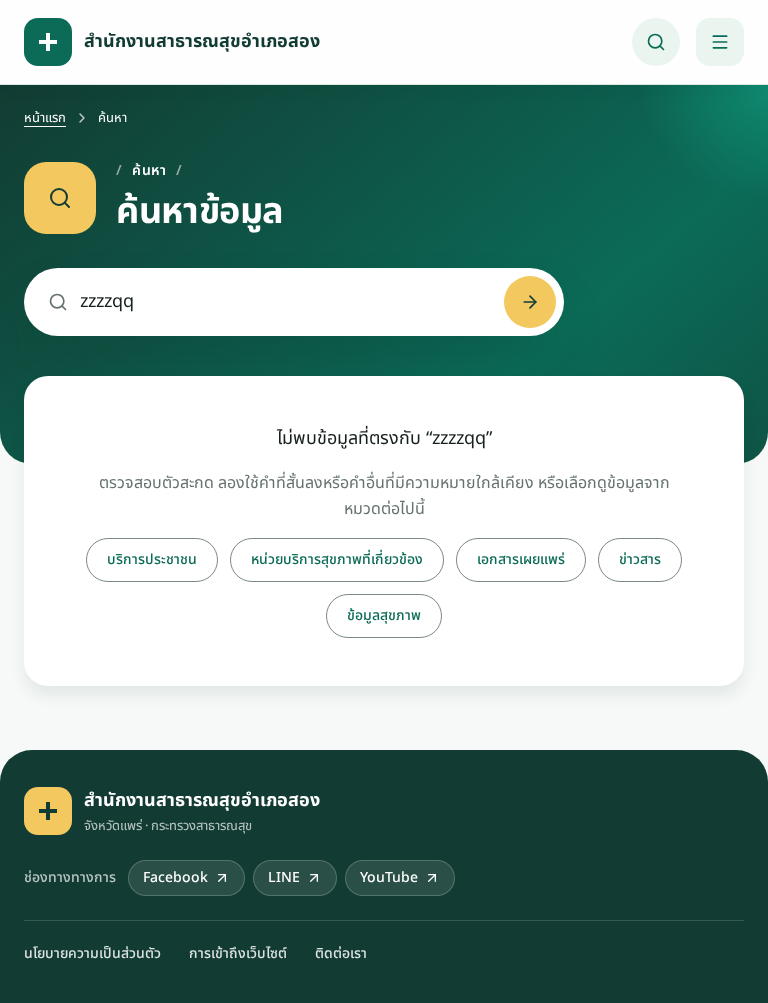 สำนักงานสาธารณสุขอำเภอสอง
หน้าแรก > ค้นหา
/ ค้นหา /
ค้นหาข้อมูล
zzzzqq
ไม่พบข้อมูลที่ตรงกับ “zzzzqq”
ตรวจสอบตัวสะกด ลองใช้คำที่สั้นลงหรือคำอื่นที่มีความหมายใกล้เคียง หรือเลือกดูข้อมูลจาก
หมวดต่อไปนี้
บริการประชาชน หน่วยบริการสุขภาพที่เกี่ยวข้อง เอกสารเผยแพร่ ข่าวสาร
ข้อมูลสุขภาพ
สำนักงานสาธารณสุขอำเภอสอง
จังหวัดแพร่ · กระทรวงสาธารณสุข
ช่องทางทางการ Facebook LINE YouTube
นโยบายความเป็นส่วนตัว การเข้าถึงเว็บไซต์ ติดต่อเรา